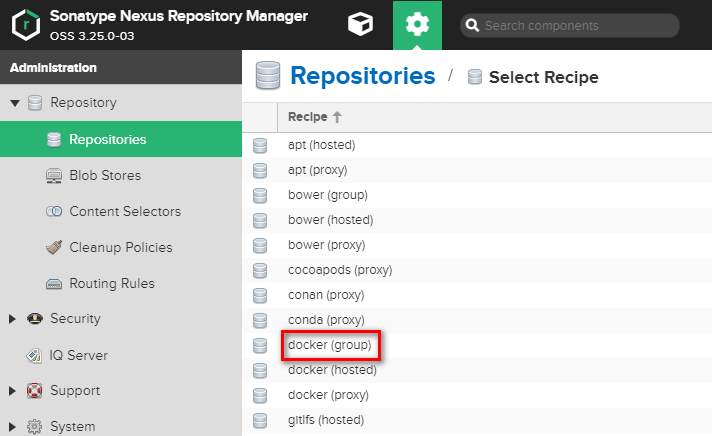 Sonatype Nexus Repository Manager
OSS 3.25.0-03
Search components
Administration
Repository
Repositories
Blob Stores
Content Selectors
Cleanup Policies
Routing Rules
Security
IQ Server
Support
System
Repositories / Select Recipe
Recipe
apt (hosted)
apt (proxy)
bower (group)
bower (hosted)
bower (proxy)
cocoapods (proxy)
conan (proxy)
conda (proxy)
docker (group)
docker (hosted)
docker (proxy)
gitlfs (hosted)